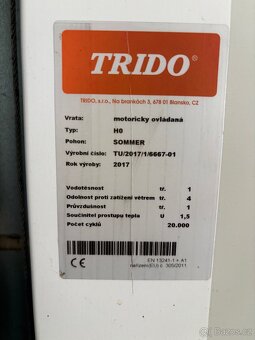 TRIDO®
TRIDO, s.r.o., Na brankách 3, 678 01 Blansko, CZ
Vrata: motoricky ovládaná
Typ: H0
Pohon: SOMMER
Výrobní číslo: TU/2017/1/6667-01
Rok výroby: 2017
Vodotěsnost tř. 1
Odolnost proti zatížení větrem tř. 4
Průvzdušnost tř. 1
Součinitel prostupu tepla U 1,5
Počet cyklů 20.000
CE
EN 13241-1 + A1
nařízení č. 305/2011